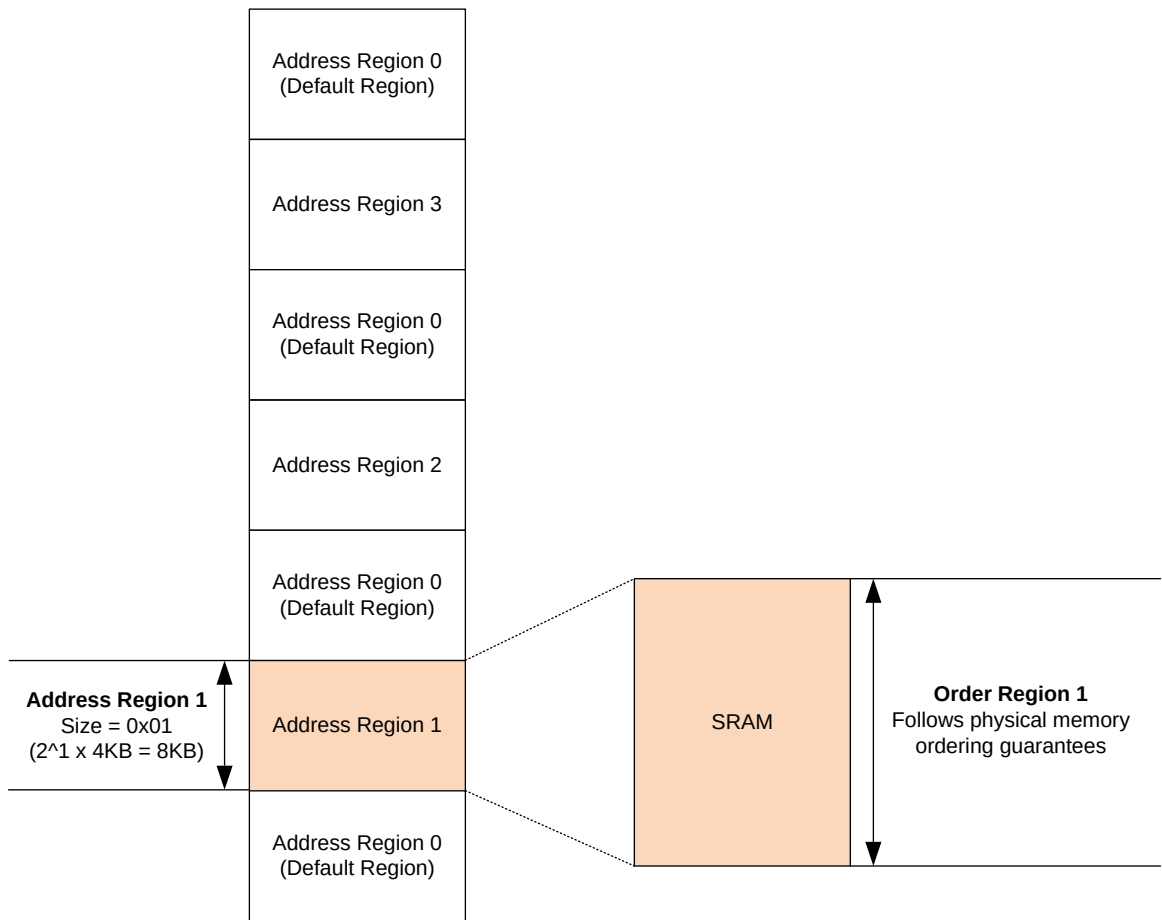 Address Region 0
(Default Region)
Address Region 3
Address Region 0
(Default Region)
Address Region 2
Address Region 0
(Default Region)
Address Region 1
Size = 0x01
(2^1 x 4KB = 8KB)
Address Region 1
SRAM
Order Region 1
Follows physical memory
ordering guarantees
Address Region 0
(Default Region)